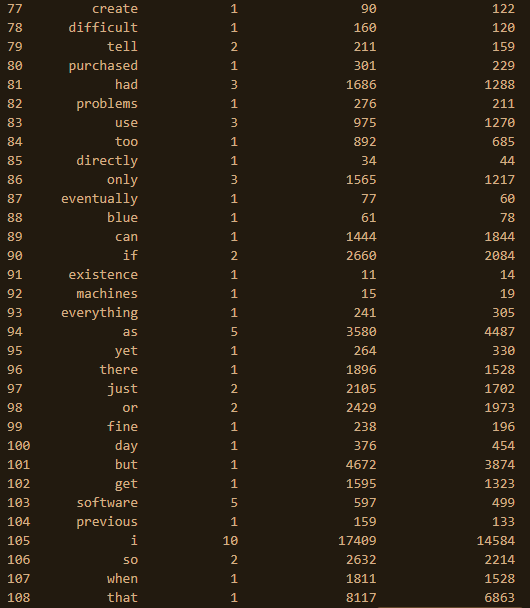 77 create 1 90 122
78 difficult 1 160 120
79 tell 2 211 159
80 purchased 1 301 229
81 had 3 1686 1288
82 problems 1 276 211
83 use 3 975 1270
84 too 1 892 685
85 directly 1 34 44
86 only 3 1565 1217
87 eventually 1 77 60
88 blue 1 61 78
89 can 1 1444 1844
90 if 2 2660 2084
91 existence 1 11 14
92 machines 1 15 19
93 everything 1 241 305
94 as 5 3580 4487
95 yet 1 264 330
96 there 1 1896 1528
97 just 2 2105 1702
98 or 2 2429 1973
99 fine 1 238 196
100 day 1 376 454
101 but 1 4672 3874
102 get 1 1595 1323
103 software 5 597 499
104 previous 1 159 133
105 i 10 17409 14584
106 so 2 2632 2214
107 when 1 1811 1528
108 that 1 8117 6863